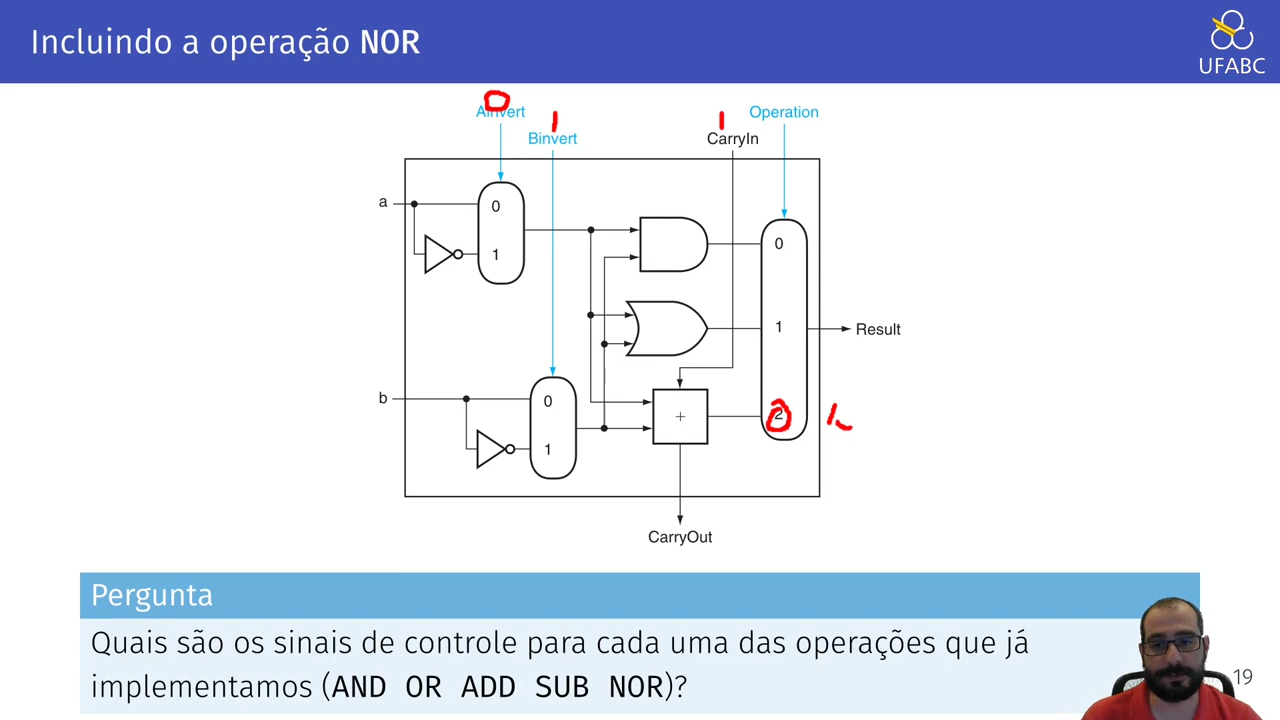 Incluindo a operação NOR
UFABC
0
Ainvert
1
Binvert
1
CarryIn
Operation
a
0
1
0
1
Result
b
0
1
+
2
CarryOut
Pergunta
Quais são os sinais de controle para cada uma das operações que já
implementamos (AND OR ADD SUB NOR)?
19